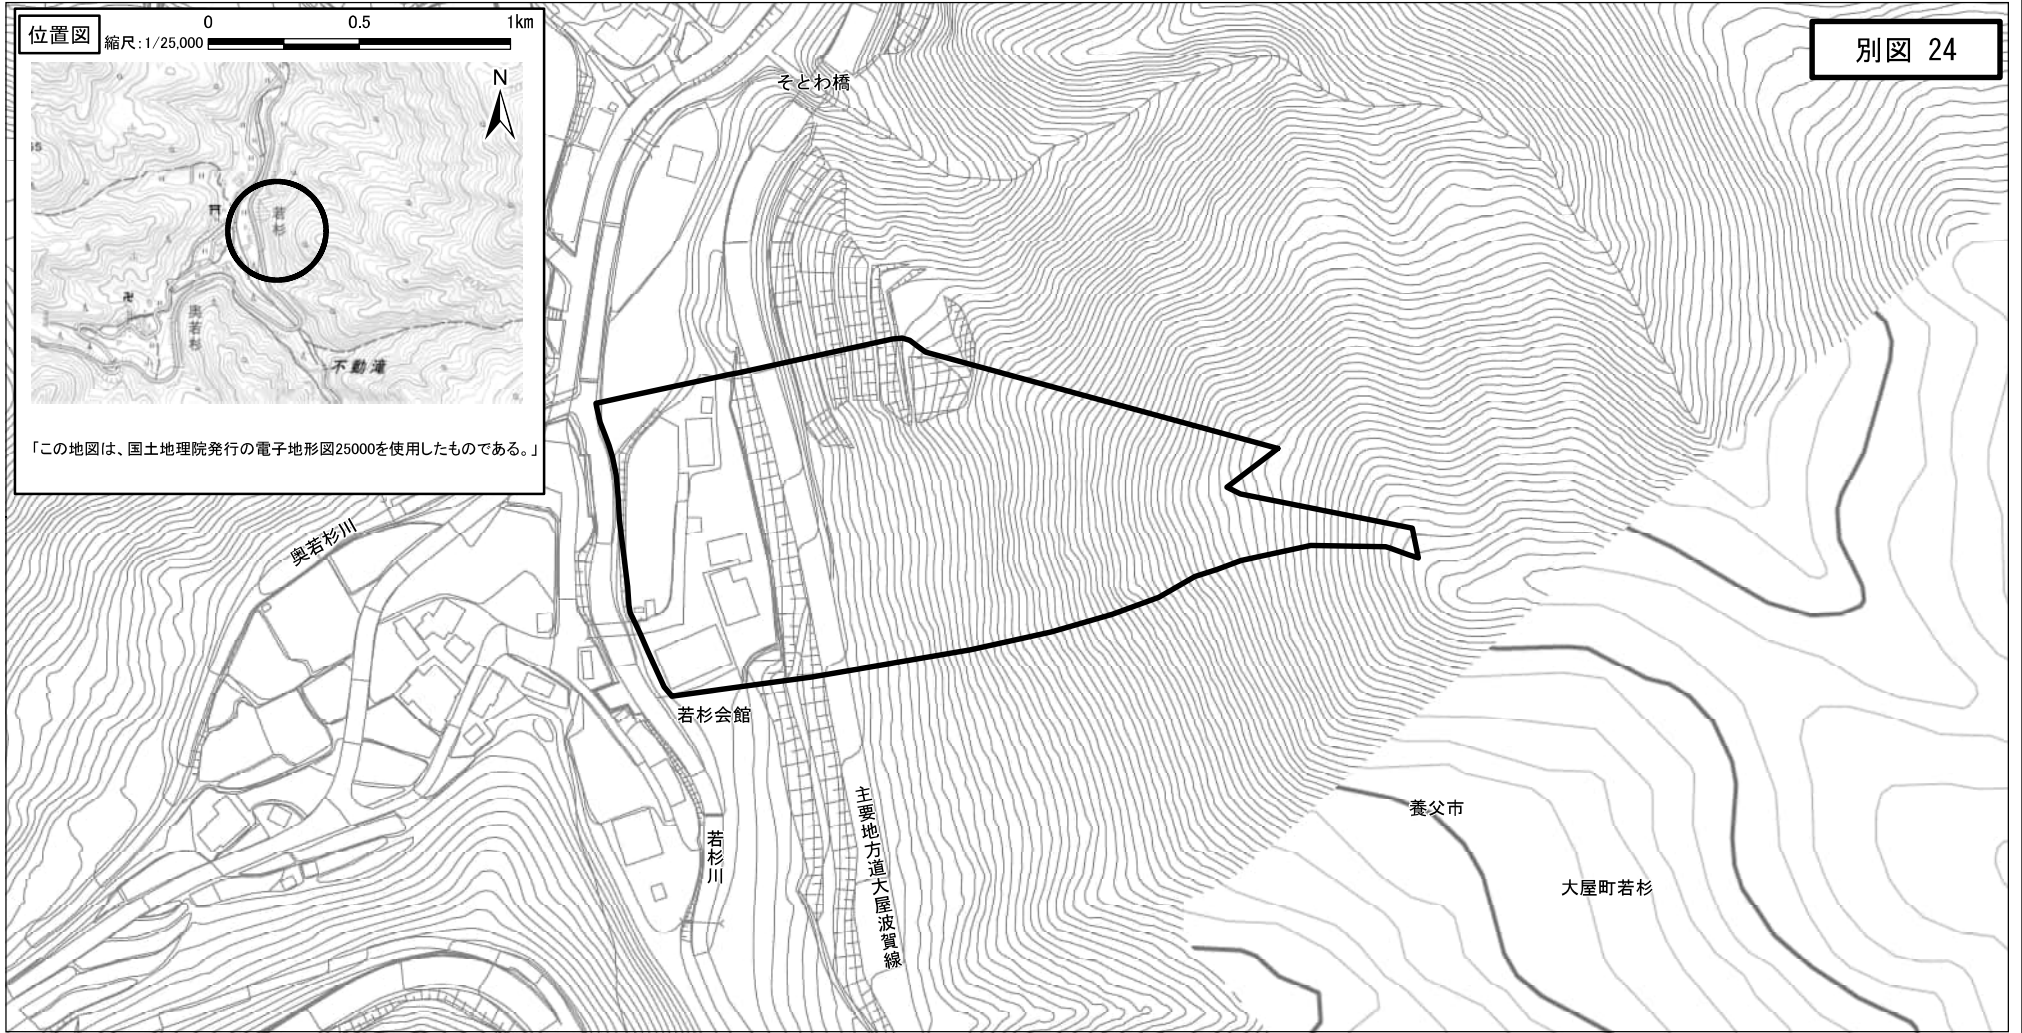 位置図
縮尺:1/25,000
0 0.5 1km
N
若杉
奥若杉
不動滝
「この地図は、国土地理院発行の電子地形図25000を使用したものである。」
別図 24
そとわ橋
奥若杉川
若杉会館
若杉川
主要地方道大屋波賀線
養父市
大屋町若杉